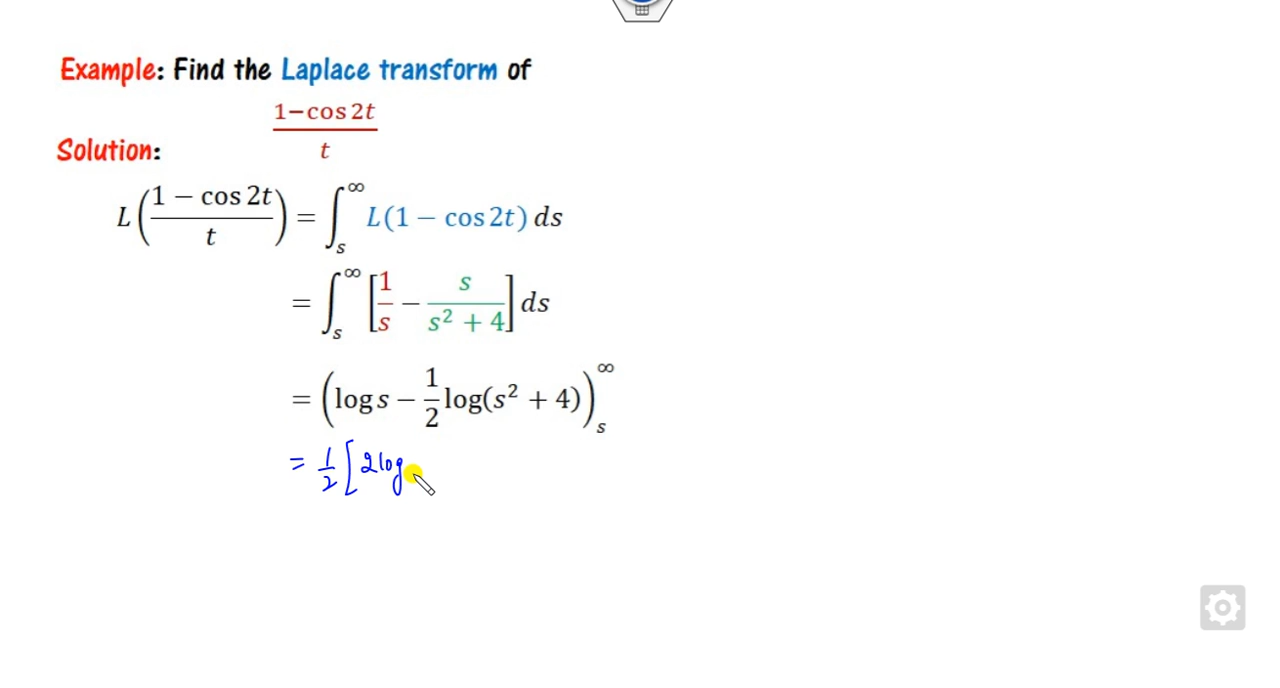 Example: Find the Laplace transform of
1−cos 2t / t
Solution:
L((1 − cos 2t)/t) = ∫_s^∞ L(1 − cos 2t) ds
= ∫_s^∞ [1/s − s/(s² + 4)] ds
= (log s − 1/2 log(s² + 4))_s^∞
= 1/2 [2log